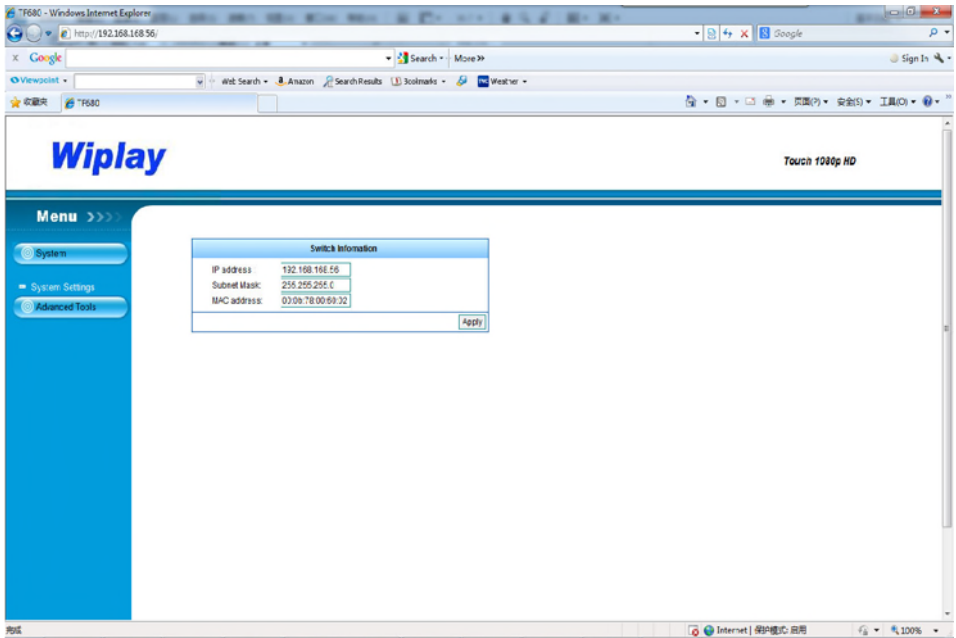 TF680 - Windows Internet Explorer
http://192.168.168.56/
Google
Google
Search
More »
Sign In
Viewpoint
Web Search
Amazon
Search Results
Bookmarks
Weather
收藏夹
TF680
页面(P)
安全(S)
工具(O)
Wiplay
Touch 1080p HD
Menu >>>>
System
System Settings
Advanced Tools
Switch Infomation
IP address :
192.168.168.56
Subnet Mask:
255.255.255.0
MAC address:
Apply
完成
Internet | 保护模式: 启用
100%